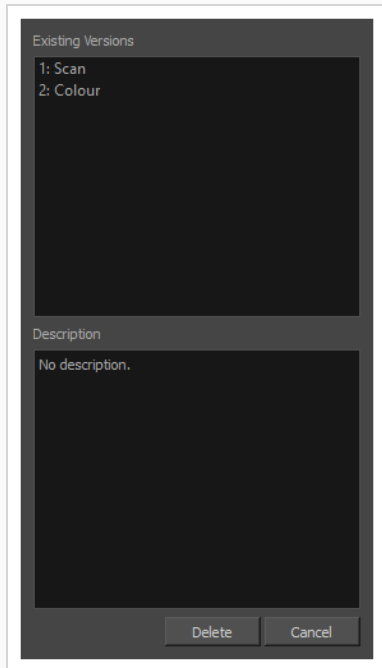 Existing Versions
1: Scan
2: Colour
Description
No description.
Delete Cancel